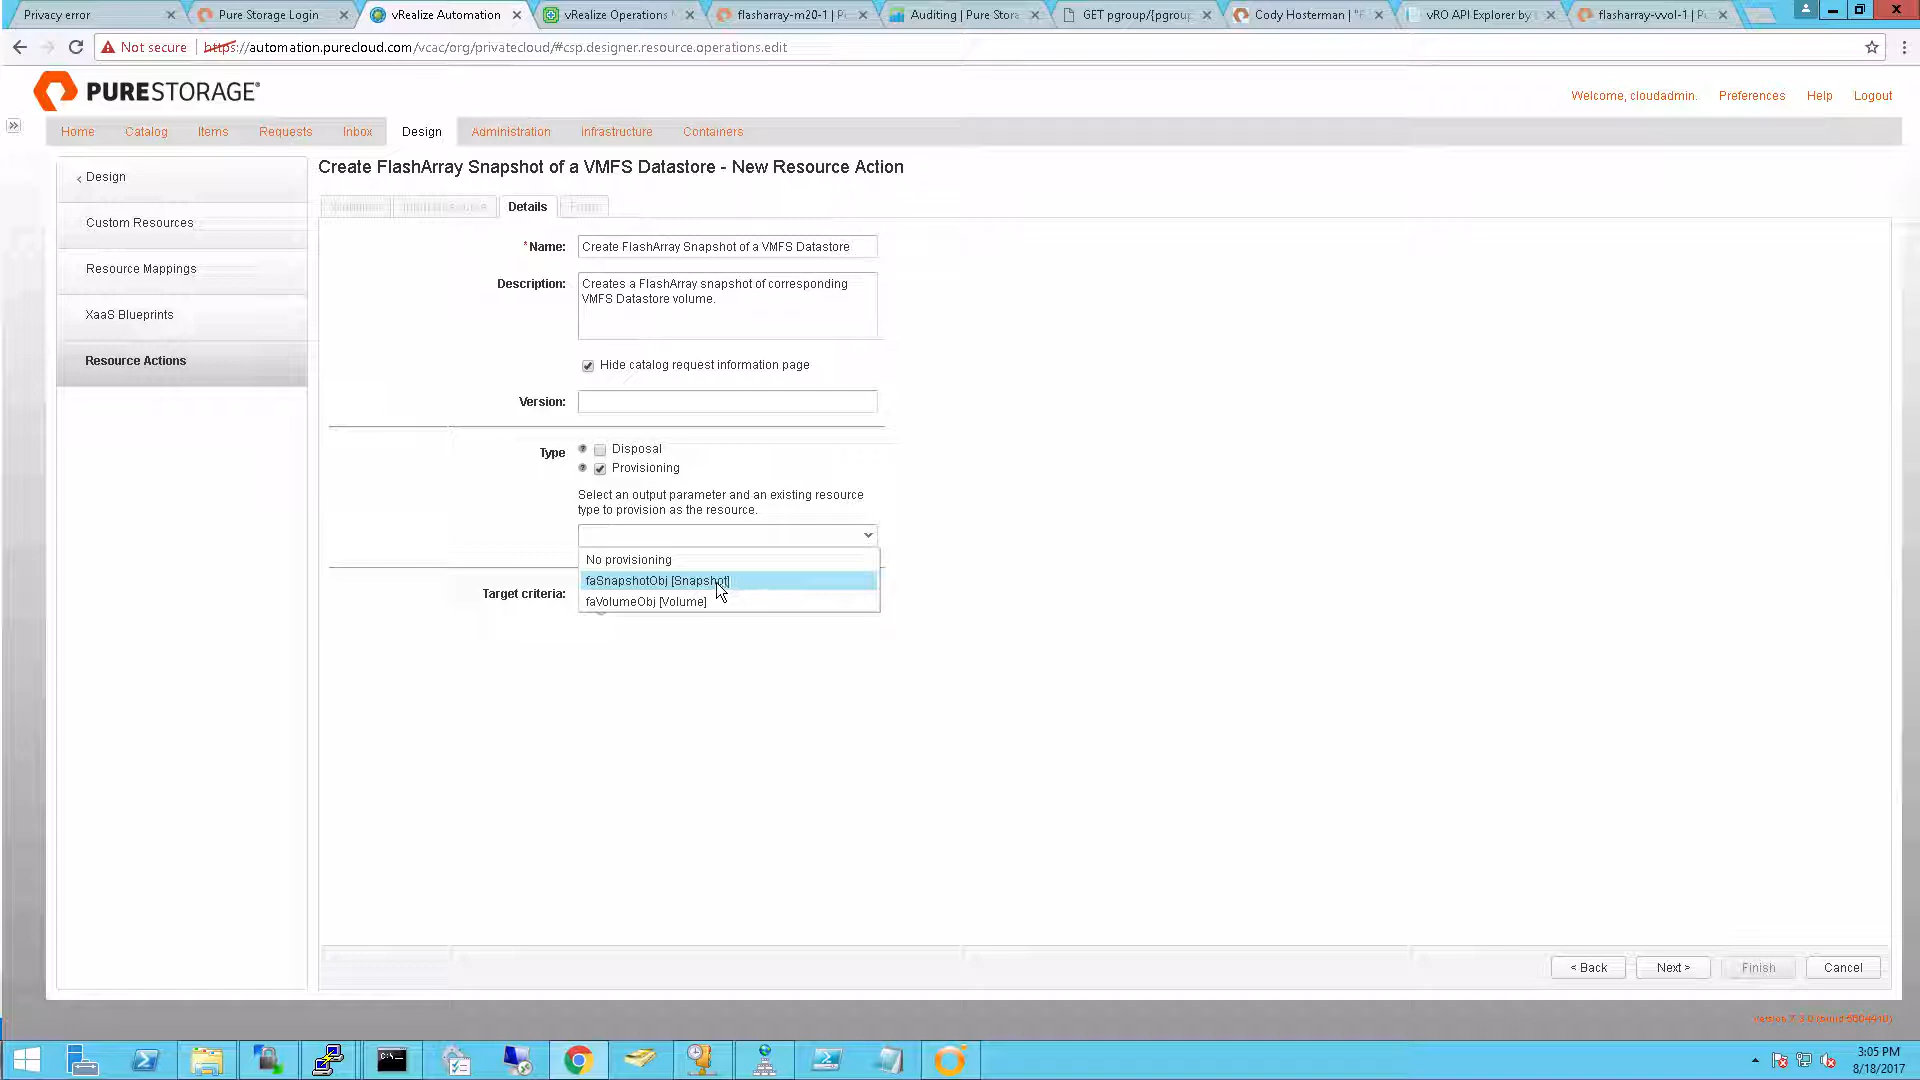 Privacy error
Pure Storage Login
vRealize Automation
vRealize Operations
flasharray-m20-1 | P
Auditing | Pure Stora
GET pgroup/{pgroup
Cody Hosterman | "F
vRO API Explorer by
flasharray-vvol-1 | Pu
Not secure
https://automation.purecloud.com/vcac/org/privatecloud/#csp.designer.resource.operations.edit
PURESTORAGE®
Welcome, cloudadmin.
Preferences
Help
Logout
Home
Catalog
Items
Requests
Inbox
Design
Administration
Infrastructure
Containers
< Design
Custom Resources
Resource Mappings
XaaS Blueprints
Resource Actions
Create FlashArray Snapshot of a VMFS Datastore - New Resource Action
Details
Form
*Name:
Create FlashArray Snapshot of a VMFS Datastore
Description:
Creates a FlashArray snapshot of corresponding
VMFS Datastore volume.
Hide catalog request information page
Version:
Type
Disposal
Provisioning
Select an output parameter and an existing resource
type to provision as the resource.
No provisioning
faSnapshotObj [Snapshot]
faVolumeObj [Volume]
Target criteria:
< Back
Next >
Finish
Cancel
3:05 PM
8/18/2017